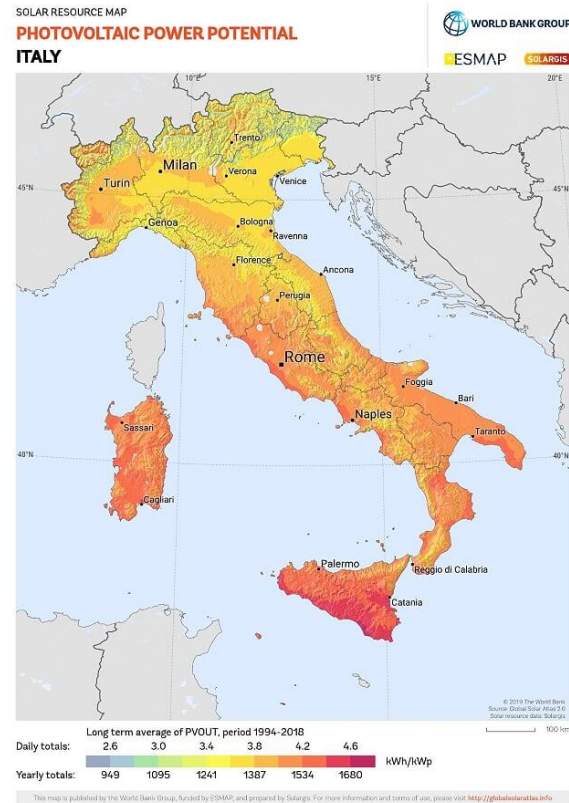 SOLAR RESOURCE MAP
PHOTOVOLTAIC POWER POTENTIAL
ITALY
WORLD BANK GROUP
ESMAP
SOLARGIS
10°E
15°E
20°E
Trento
Milan
Verona
Venice
45°N
Turin
45°N
Genoa
Bologna
Ravenna
Florence
Ancona
Perugia
Rome
Foggia
Bari
Naples
Taranto
Sassari
40°N
40°N
Cagliari
Palermo
Reggio di Calabria
Catania
© 2019 The World Bank
Source: Global Solar Atlas 2.0
Solar resource data: Solargis
100 km
Long term average of PVOUT, period 1994-2018
Daily totals: 2.6 3.0 3.4 3.8 4.2 4.6
kWh/kWp
Yearly totals: 949 1095 1241 1387 1534 1680
This map is published by the World Bank Group, funded by ESMAP, and prepared by Solargis. For more information and terms of use, please visit http://globalsolaratlas.info